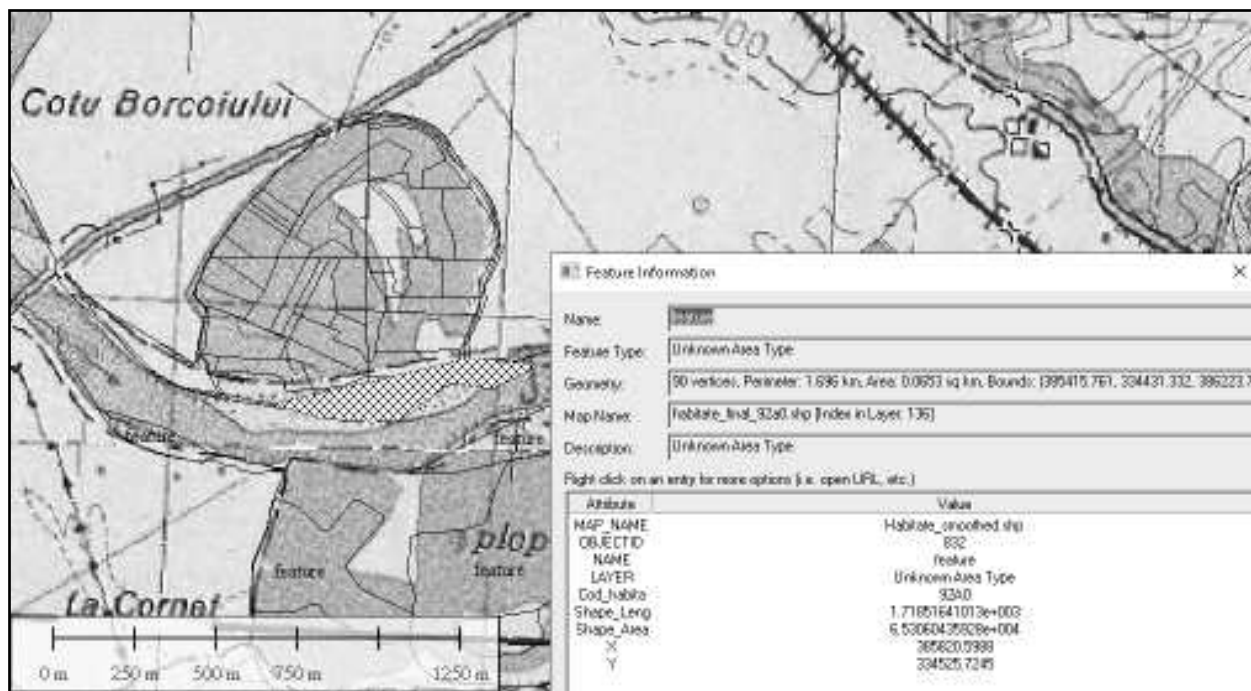 Cotu Borcoiului
100
Feature Information
Name:
Feature Type: Unknown Area Type
Geometry: 90 vertices, Perimeter: 1.696 km, Area: 0.0653 sq km, Bounds: (385415.761, 334431.332, 386223.1
Map Name: habitate_final_92a0.shp (Index in Layer: 136)
Description: Unknown Area Type
Right click on an entry for more options (i.e. open URL, etc.)
Attribute Value
MAP_NAME Habitate_smoothed.shp
OBJECTID 832
NAME feature
LAYER Unknown Area Type
Cod_habita 92A0
Shape_Leng 1.71851641013e+003
Shape_Area 6.53060435928e+004
X 385820.5988
Y 334525.7245
feature
feature
plop
feature
feature
La Cornet
0 m 250 m 500 m 750 m 1250 m